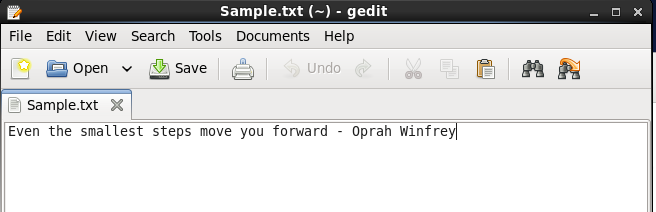 Sample.txt (~) - gedit
File Edit View Search Tools Documents Help
Open Save Undo
Sample.txt
Even the smallest steps move you forward - Oprah Winfrey